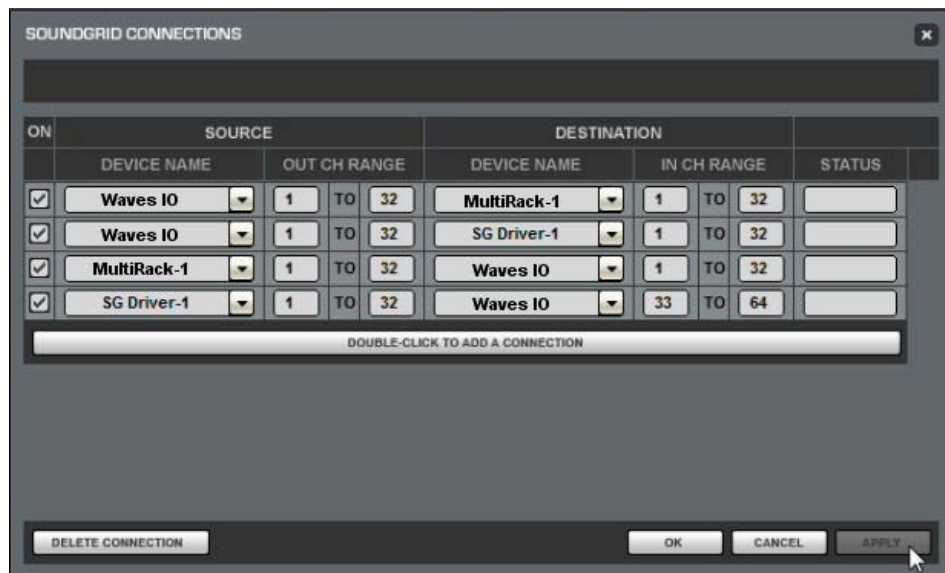 SOUNDGRID CONNECTIONS
ON SOURCE DESTINATION
DEVICE NAME OUT CH RANGE DEVICE NAME IN CH RANGE STATUS
Waves IO 1 TO 32 MultiRack-1 1 TO 32
Waves IO 1 TO 32 SG Driver-1 1 TO 32
MultiRack-1 1 TO 32 Waves IO 1 TO 32
SG Driver-1 1 TO 32 Waves IO 33 TO 64
DOUBLE-CLICK TO ADD A CONNECTION
DELETE CONNECTION OK CANCEL APPLY